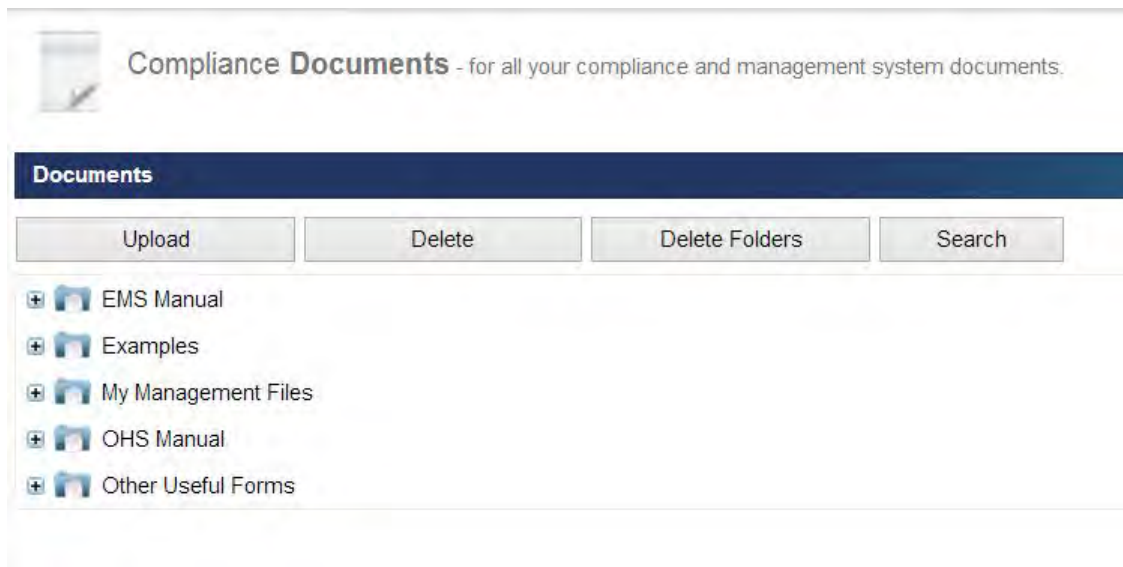 Compliance Documents - for all your compliance and management system documents.
Documents
Upload Delete Delete Folders Search
EMS Manual
Examples
My Management Files
OHS Manual
Other Useful Forms